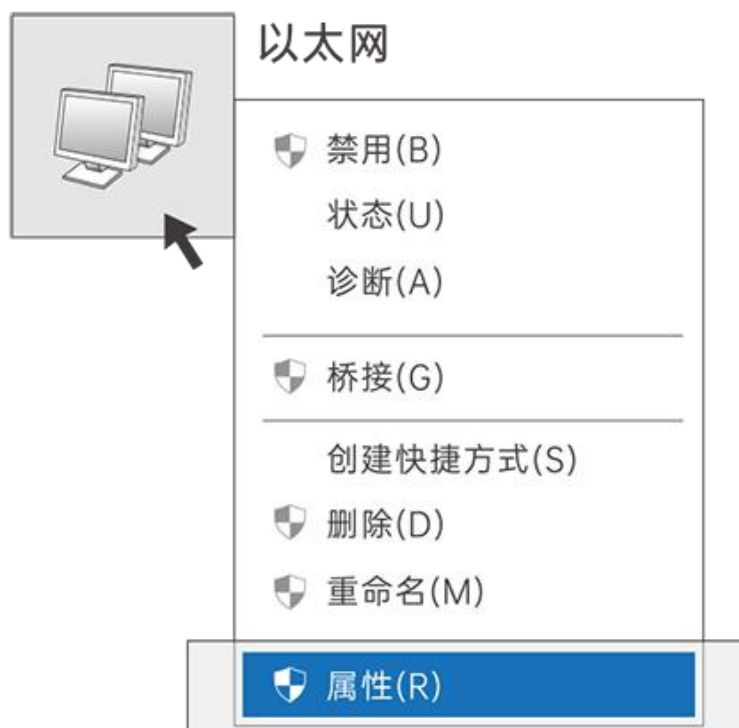 以太网
禁用(B)
状态(U)
诊断(A)
桥接(G)
创建快捷方式(S)
删除(D)
重命名(M)
属性(R)